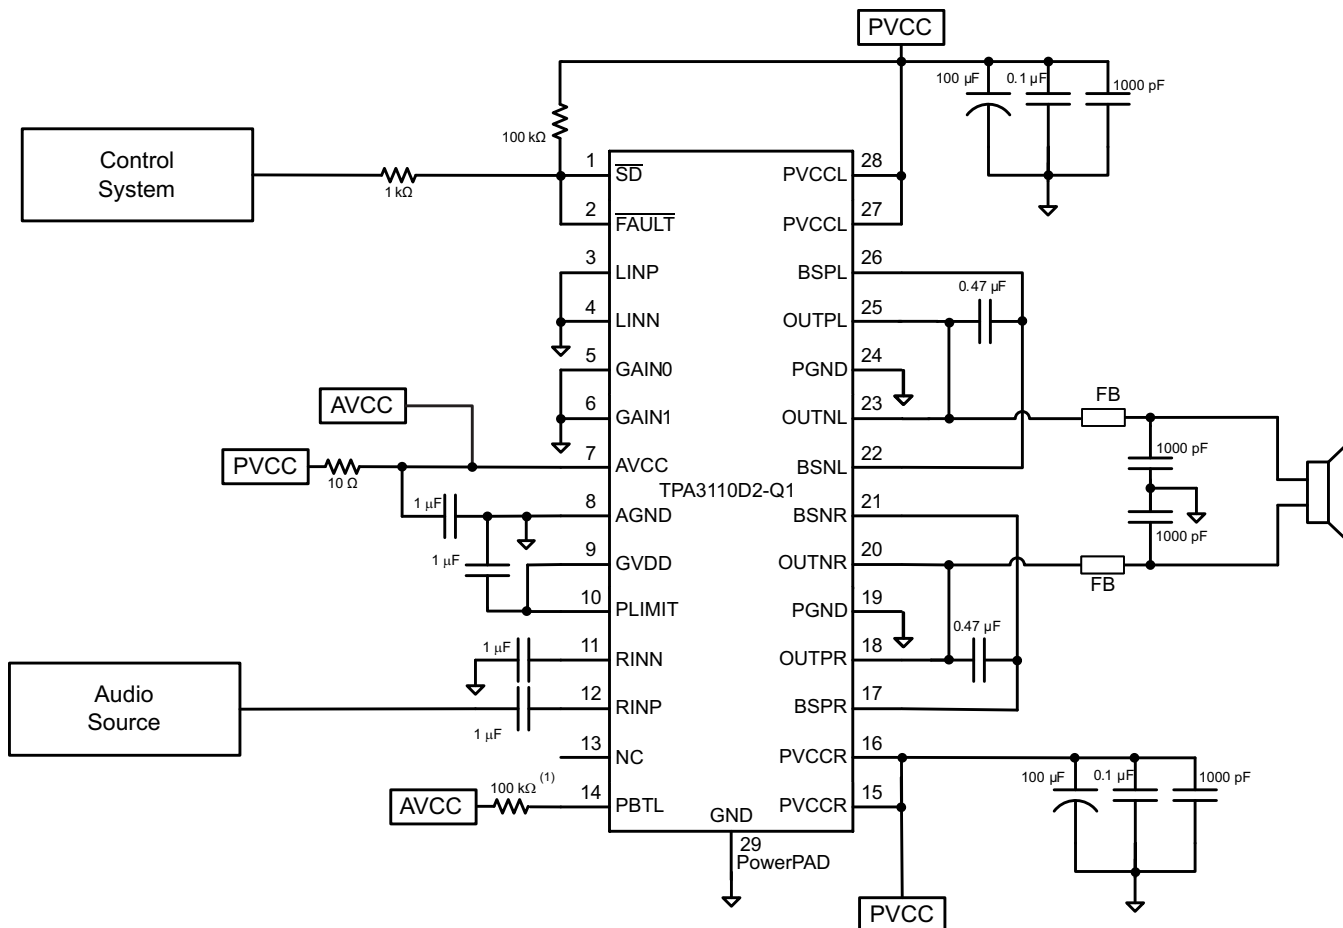 PVCC
100 µF
0.1 µF
1000 pF
100 kΩ
Control
System
1 kΩ
1
SD
2
FAULT
3
LINP
4
LINN
5
GAIN0
6
GAIN1
7
AVCC
8
AGND
9
GVDD
10
PLIMIT
11
RINN
12
RINP
13
NC
14
PBTL
28
PVCCL
27
PVCCL
26
BSPL
25
OUTPL
24
PGND
23
OUTNL
22
BSNL
TPA3110D2-Q1
21
BSNR
20
OUTNR
19
PGND
18
OUTPR
17
BSPR
16
PVCCR
15
PVCCR
GND
29
PowerPAD
AVCC
PVCC
10 Ω
1 µF
1 µF
1 µF
1 µF
Audio
Source
AVCC
100 kΩ (1)
0.47 µF
FB
1000 pF
1000 pF
FB
0.47 µF
100 µF
0.1 µF
1000 pF
PVCC